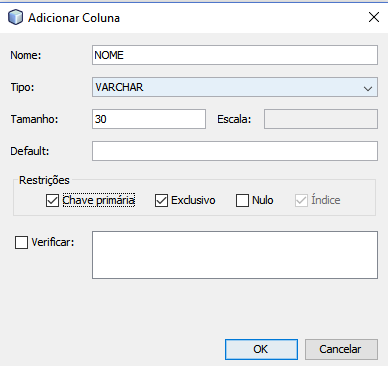 Adicionar Coluna
Nome: NOME
Tipo: VARCHAR
Tamanho: 30 Escala:
Default:
Restrições
Chave primária Exclusivo Nulo Índice
Verificar:
OK Cancelar